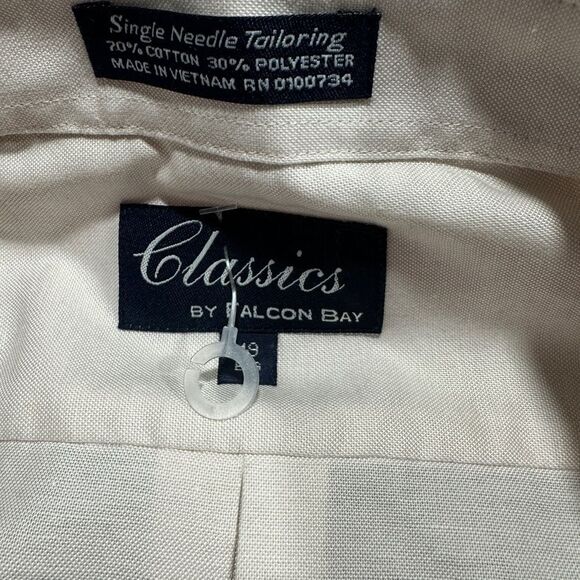 Single Needle Tailoring
70% COTTON 30% POLYESTER
MADE IN VIETNAM RN 0100734
Classics
BY FALCON BAY